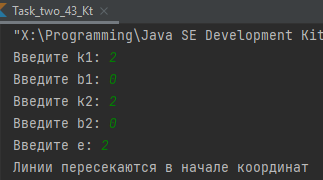 Task_two_43_Kt
"X:\Programming\Java SE Development Kit
Введите k1: 2
Введите b1: 0
Введите k2: 2
Введите b2: 0
Введите e: 2
Линии пересекаются в начале координат